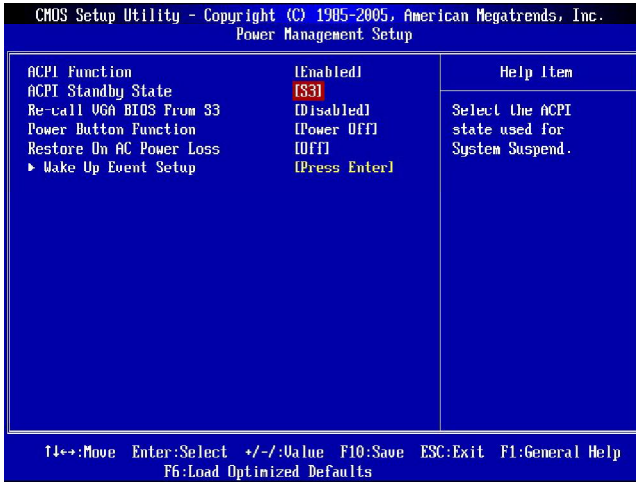 CMOS Setup Utility - Copyright (C) 1985-2005, American Megatrends, Inc.
Power Management Setup
ACPI Function [Enabled]
ACPI Standby State [S3]
Re-call VGA BIOS From S3 [Disabled]
Power Button Function [Power Off]
Restore On AC Power Loss [Off]
▸ Wake Up Event Setup [Press Enter]
Help Item
Select the ACPI
state used for
System Suspend.
↑↓←→:Move Enter:Select +/-/:Value F10:Save ESC:Exit F1:General Help
F6:Load Optimized Defaults